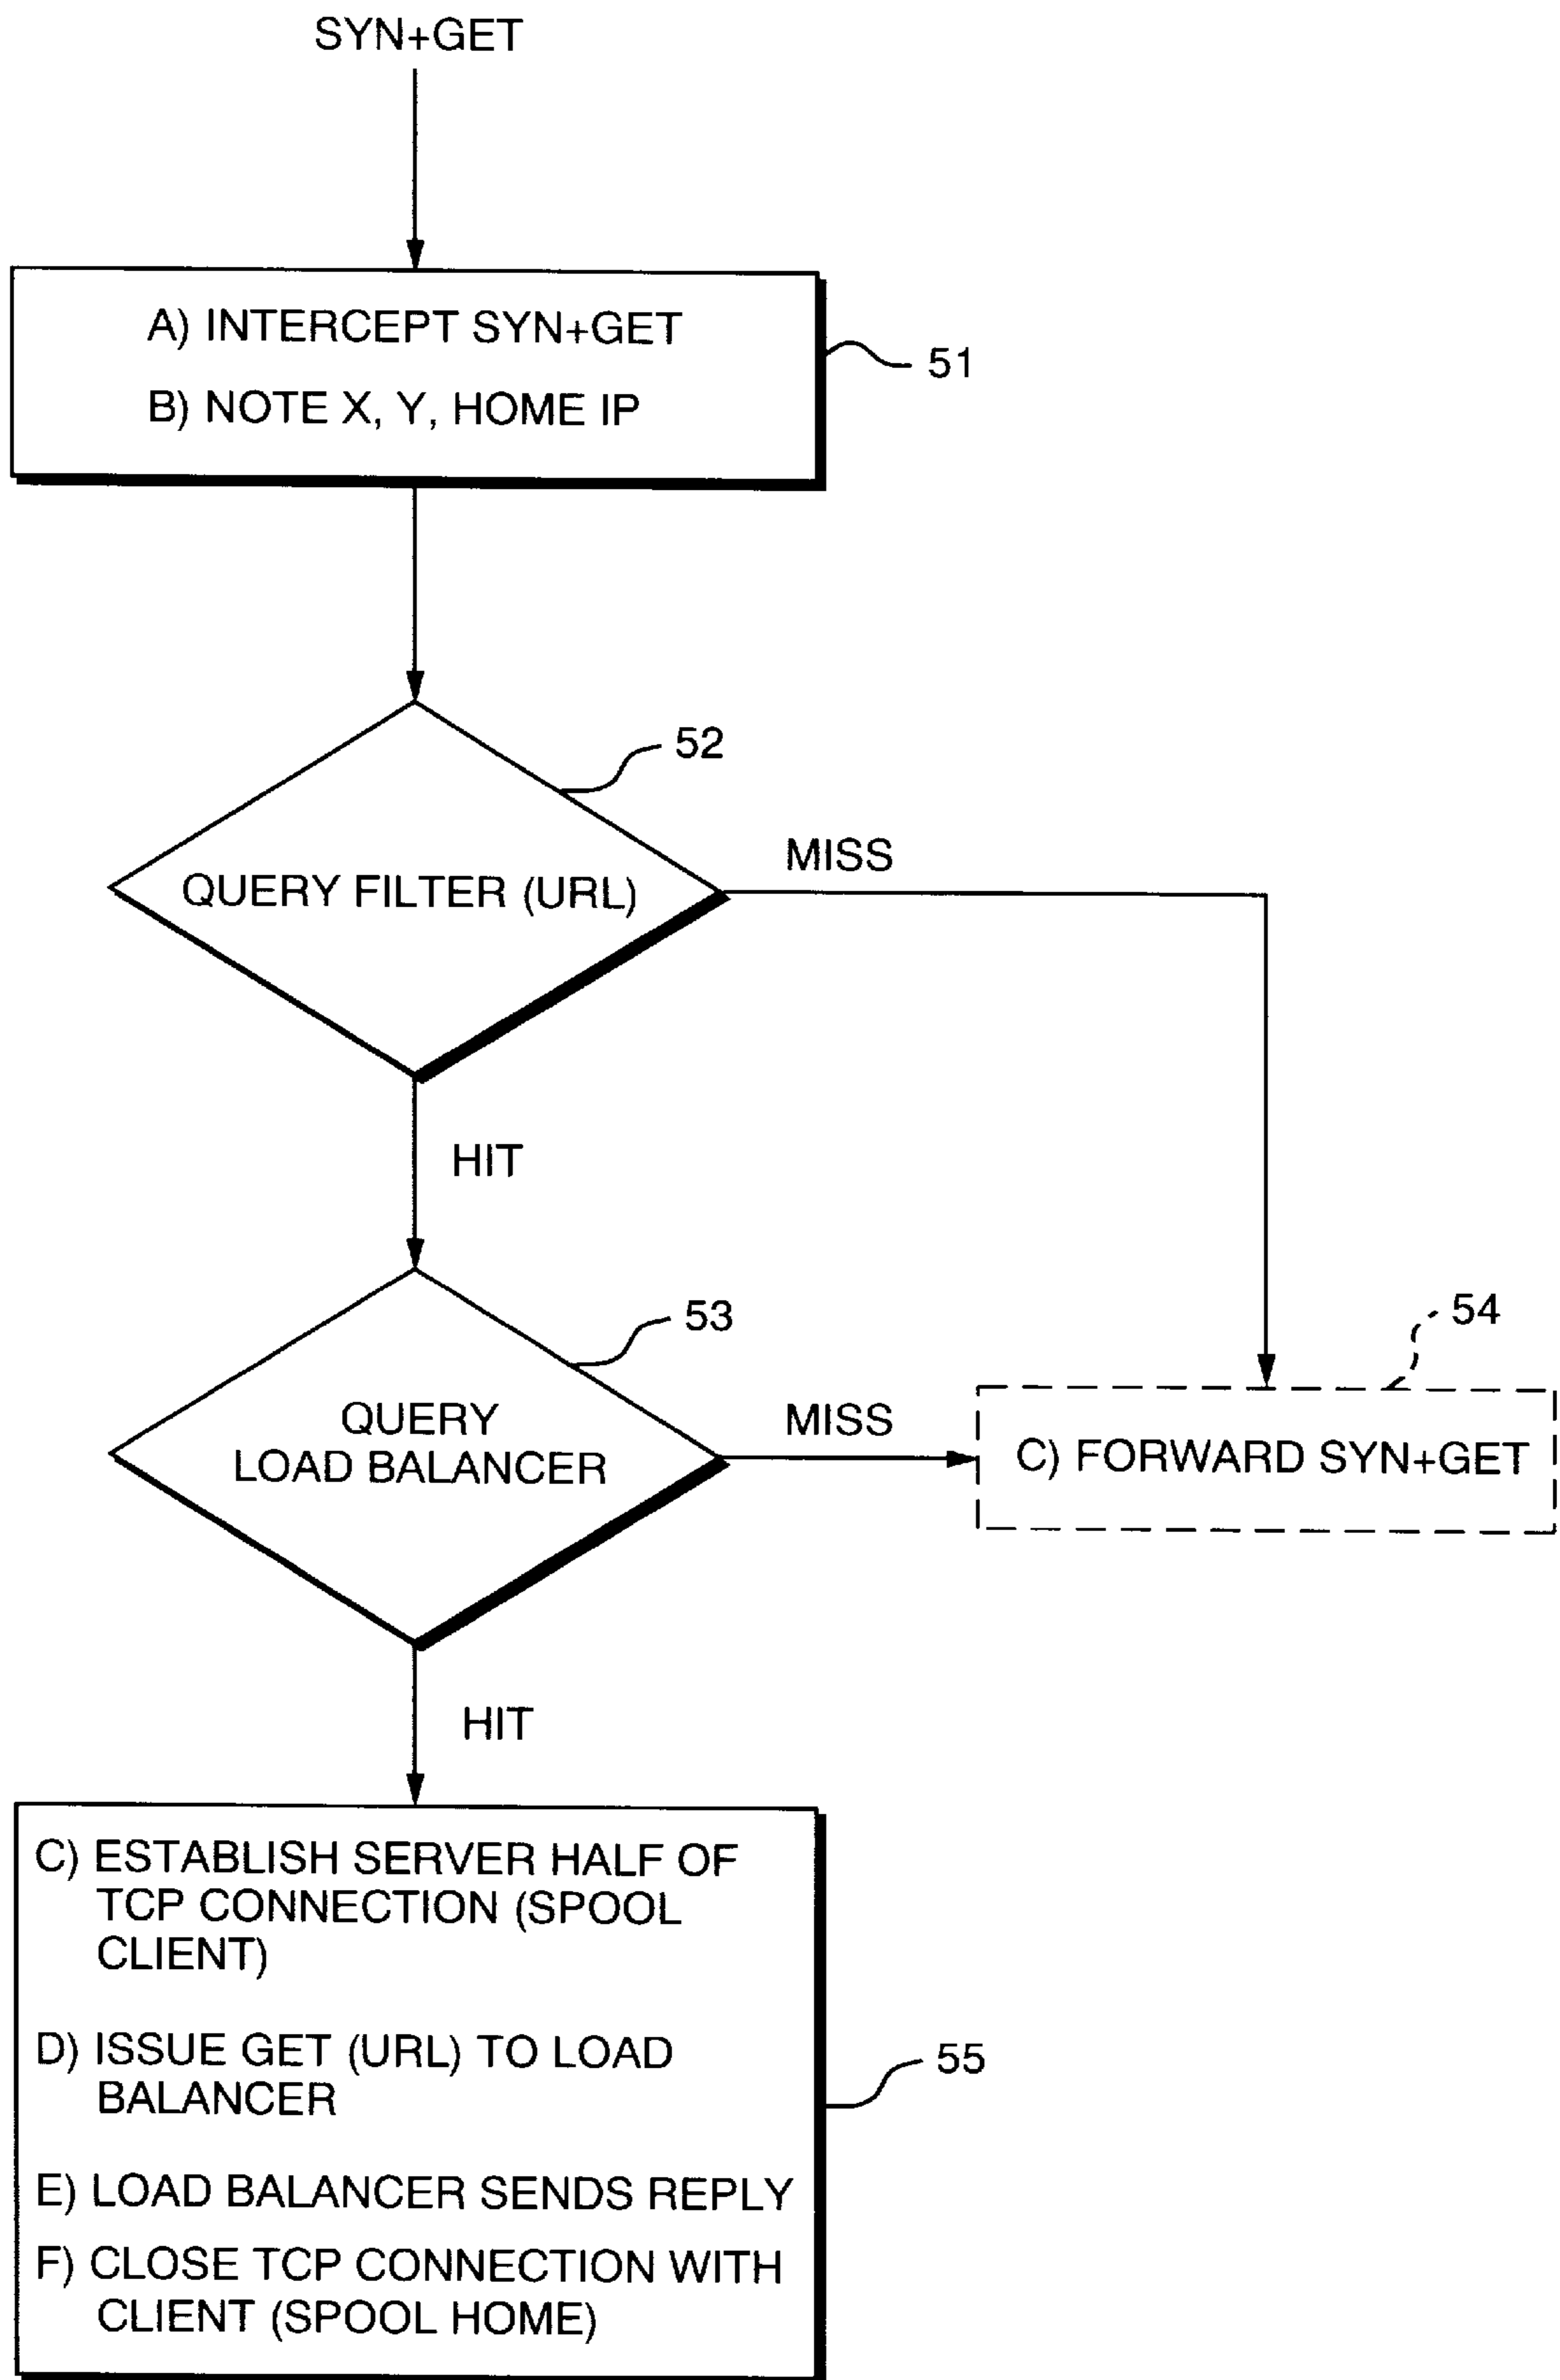 SYN+GET
A) INTERCEPT SYN+GET
51
B) NOTE X, Y, HOME IP
52
MISS
QUERY FILTER (URL)
HIT
53
54
QUERY
LOAD BALANCER
MISS
C) FORWARD SYN+GET
HIT
C) ESTABLISH SERVER HALF OF
TCP CONNECTION (SPOOL
CLIENT)
D) ISSUE GET (URL) TO LOAD
BALANCER
55
E) LOAD BALANCER SENDS REPLY
F) CLOSE TCP CONNECTION WITH
CLIENT (SPOOL HOME)